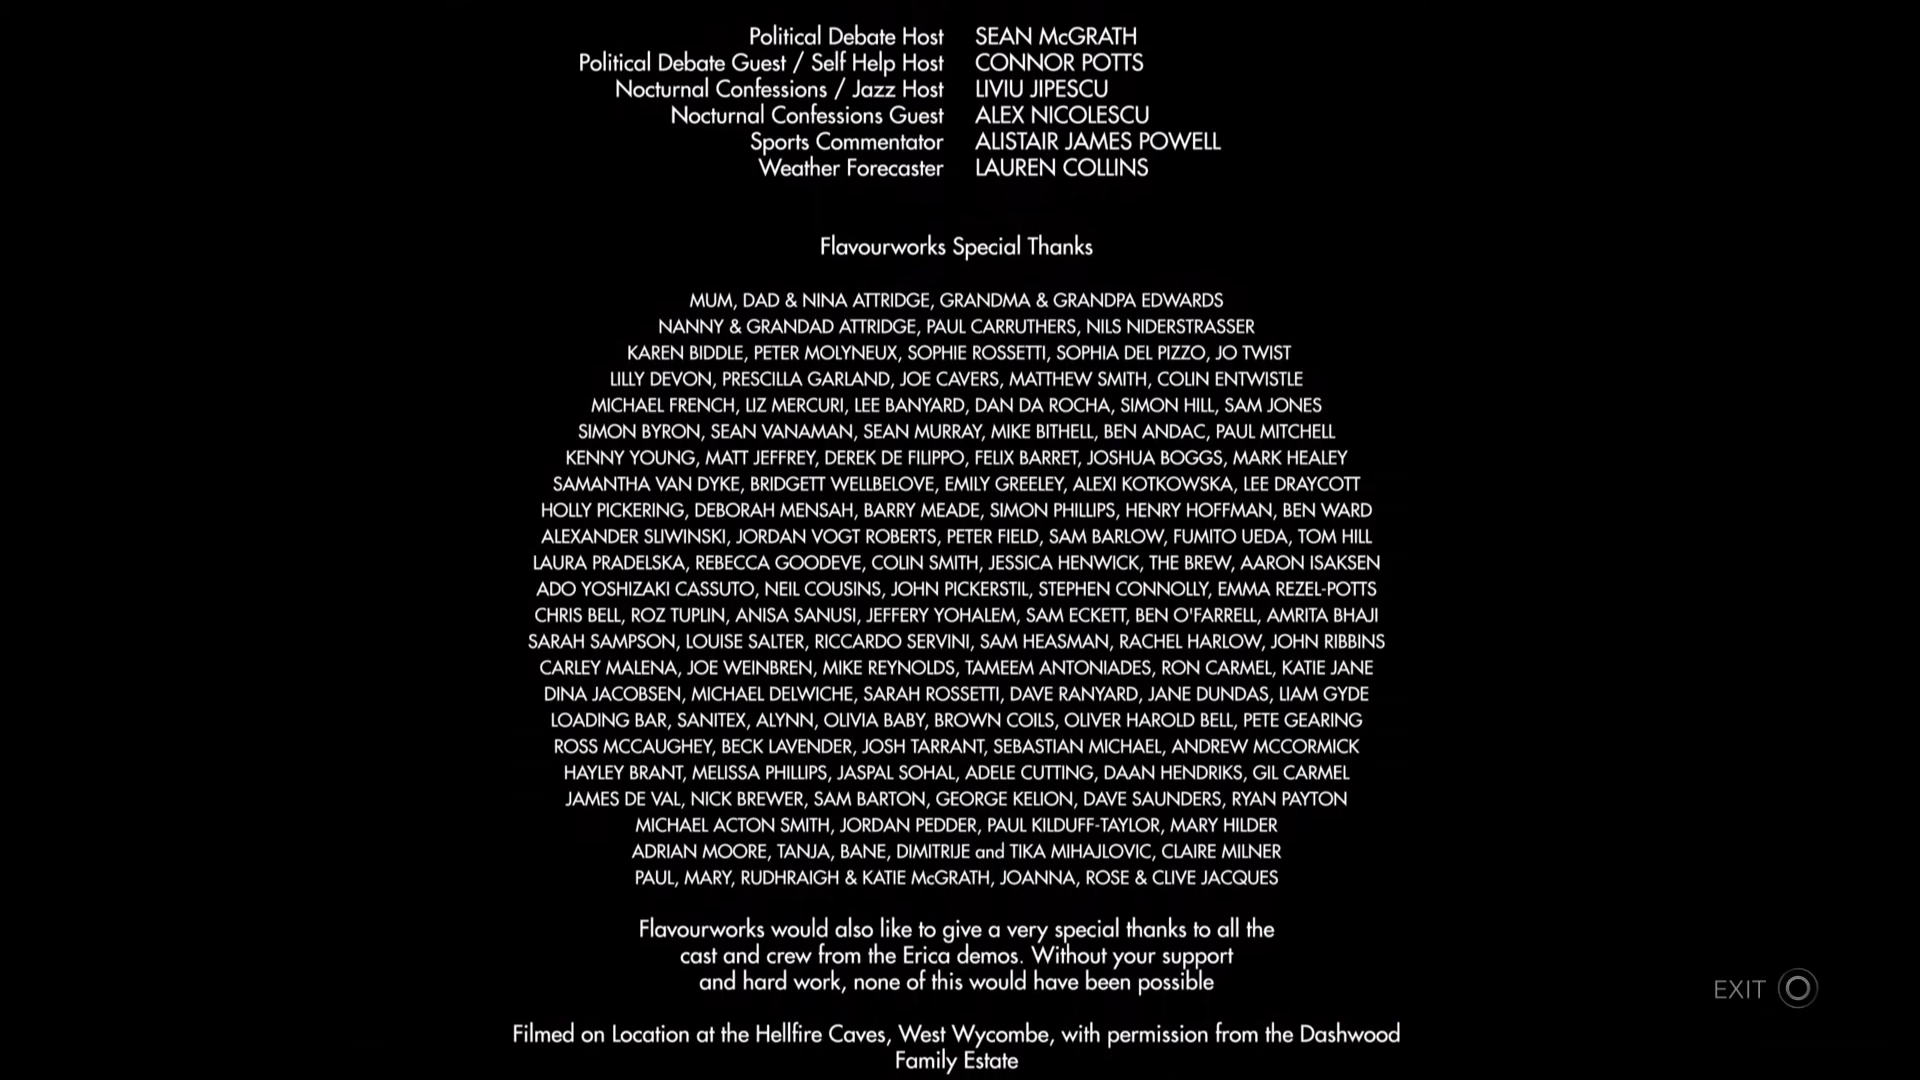 Political Debate Host SEAN McGRATH
Political Debate Guest / Self Help Host CONNOR POTTS
Nocturnal Confessions / Jazz Host LIVIU JIPESCU
Nocturnal Confessions Guest ALEX NICOLESCU
Sports Commentator ALISTAIR JAMES POWELL
Weather Forecaster LAUREN COLLINS
Flavourworks Special Thanks
MUM, DAD & NINA ATTRIDGE, GRANDMA & GRANDPA EDWARDS
NANNY & GRANDAD ATTRIDGE, PAUL CARRUTHERS, NILS NIDERSTRASSER
KAREN BIDDLE, PETER MOLYNEUX, SOPHIE ROSSETTI, SOPHIA DEL PIZZO, JO TWIST
LILLY DEVON, PRESCILLA GARLAND, JOE CAVERS, MATTHEW SMITH, COLIN ENTWISTLE
MICHAEL FRENCH, LIZ MERCURI, LEE BANYARD, DAN DA ROCHA, SIMON HILL, SAM JONES
SIMON BYRON, SEAN VANAMAN, SEAN MURRAY, MIKE BITHELL, BEN ANDAC, PAUL MITCHELL
KENNY YOUNG, MATT JEFFREY, DEREK DE FILIPPO, FELIX BARRET, JOSHUA BOGGS, MARK HEALEY
SAMANTHA VAN DYKE, BRIDGETT WELLBELOVE, EMILY GREELEY, ALEXI KOTKOWSKA, LEE DRAYCOTT
HOLLY PICKERING, DEBORAH MENSAH, BARRY MEADE, SIMON PHILLIPS, HENRY HOFFMAN, BEN WARD
ALEXANDER SLIWINSKI, JORDAN VOGT ROBERTS, PETER FIELD, SAM BARLOW, FUMITO UEDA, TOM HILL
LAURA PRADELSKA, REBECCA GOODEVE, COLIN SMITH, JESSICA HENWICK, THE BREW, AARON ISAKSEN
ADO YOSHIZAKI CASSUTO, NEIL COUSINS, JOHN PICKERSTIL, STEPHEN CONNOLLY, EMMA REZEL-POTTS
CHRIS BELL, ROZ TUPLIN, ANISA SANUSI, JEFFERY YOHALEM, SAM ECKETT, BEN O'FARRELL, AMRITA BHAJI
SARAH SAMPSON, LOUISE SALTER, RICCARDO SERVINI, SAM HEASMAN, RACHEL HARLOW, JOHN RIBBINS
CARLEY MALENA, JOE WEINBREN, MIKE REYNOLDS, TAMEEM ANTONIADES, RON CARMEL, KATIE JANE
DINA JACOBSEN, MICHAEL DELWICHE, SARAH ROSSETTI, DAVE RANYARD, JANE DUNDAS, LIAM GYDE
LOADING BAR, SANITEX, ALYNN, OLIVIA BABY, BROWN COILS, OLIVER HAROLD BELL, PETE GEARING
ROSS MCCAUGHEY, BECK LAVENDER, JOSH TARRANT, SEBASTIAN MICHAEL, ANDREW MCCORMICK
HAYLEY BRANT, MELISSA PHILLIPS, JASPAL SOHAL, ADELE CUTTING, DAAN HENDRIKS, GIL CARMEL
JAMES DE VAL, NICK BREWER, SAM BARTON, GEORGE KELION, DAVE SAUNDERS, RYAN PAYTON
MICHAEL ACTON SMITH, JORDAN PEDDER, PAUL KILDUFF-TAYLOR, MARY HILDER
ADRIAN MOORE, TANJA, BANE, DIMITRIJE and TIKA MIHAJLOVIC, CLAIRE MILNER
PAUL, MARY, RUDHRAIGH & KATIE McGRATH, JOANNA, ROSE & CLIVE JACQUES
Flavourworks would also like to give a very special thanks to all the
cast and crew from the Erica demos. Without your support
and hard work, none of this would have been possible
EXIT
Filmed on Location at the Hellfire Caves, West Wycombe, with permission from the Dashwood
Family Estate